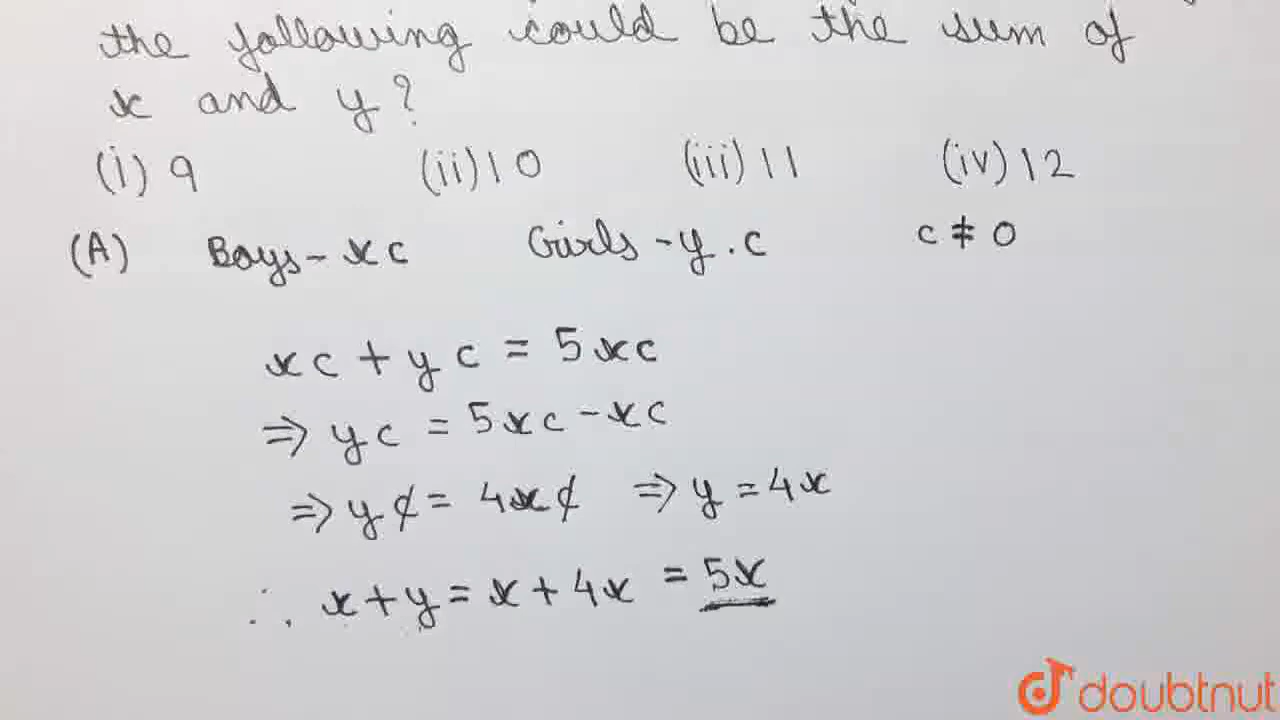 the following could be the sum of
x and y?
(i) 9 (ii) 10 (iii) 11 (iv) 12
(A) Boys - xc Girls - y.c c ≠ 0
xc + yc = 5xc
⇒ yc = 5xc - xc
⇒ yc = 4xc ⇒ y = 4x
∴ x + y = x + 4x = 5x
doubtnut